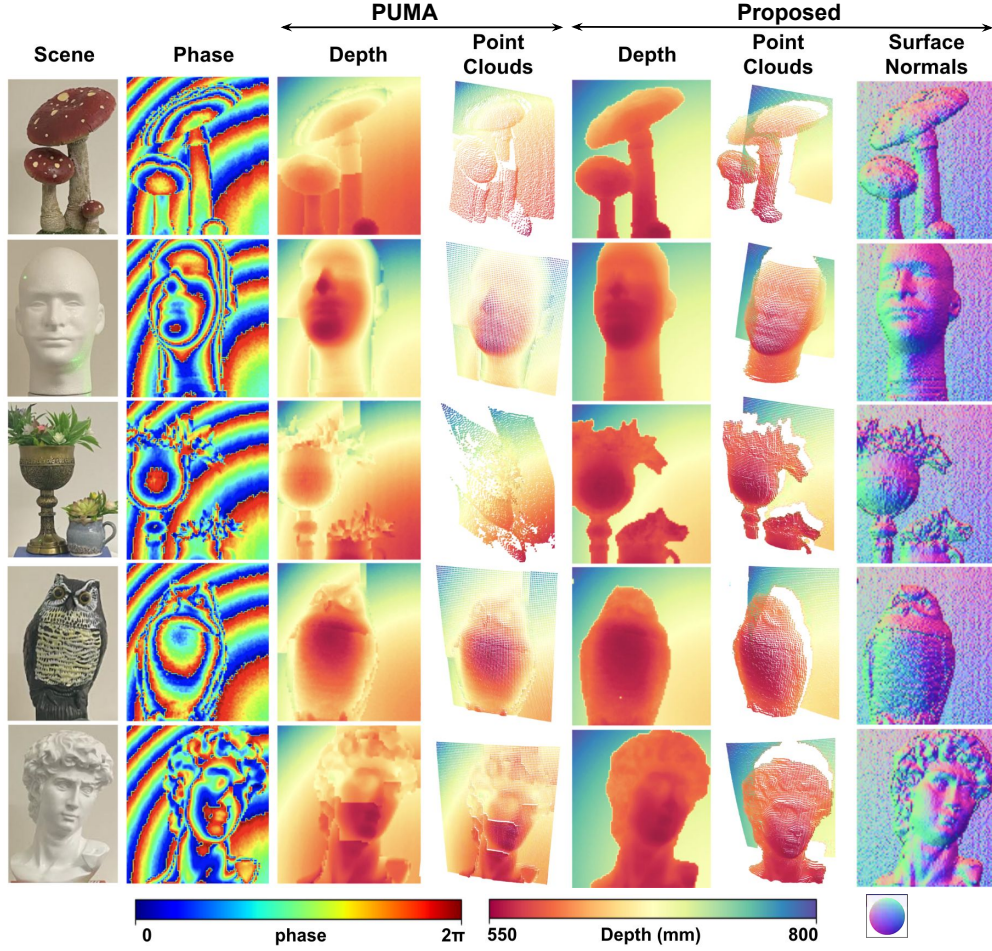 PUMA
Proposed
Scene
Phase
Depth
Point
Clouds
Depth
Point
Clouds
Surface
Normals
0
phase
2π
550
Depth (mm)
800